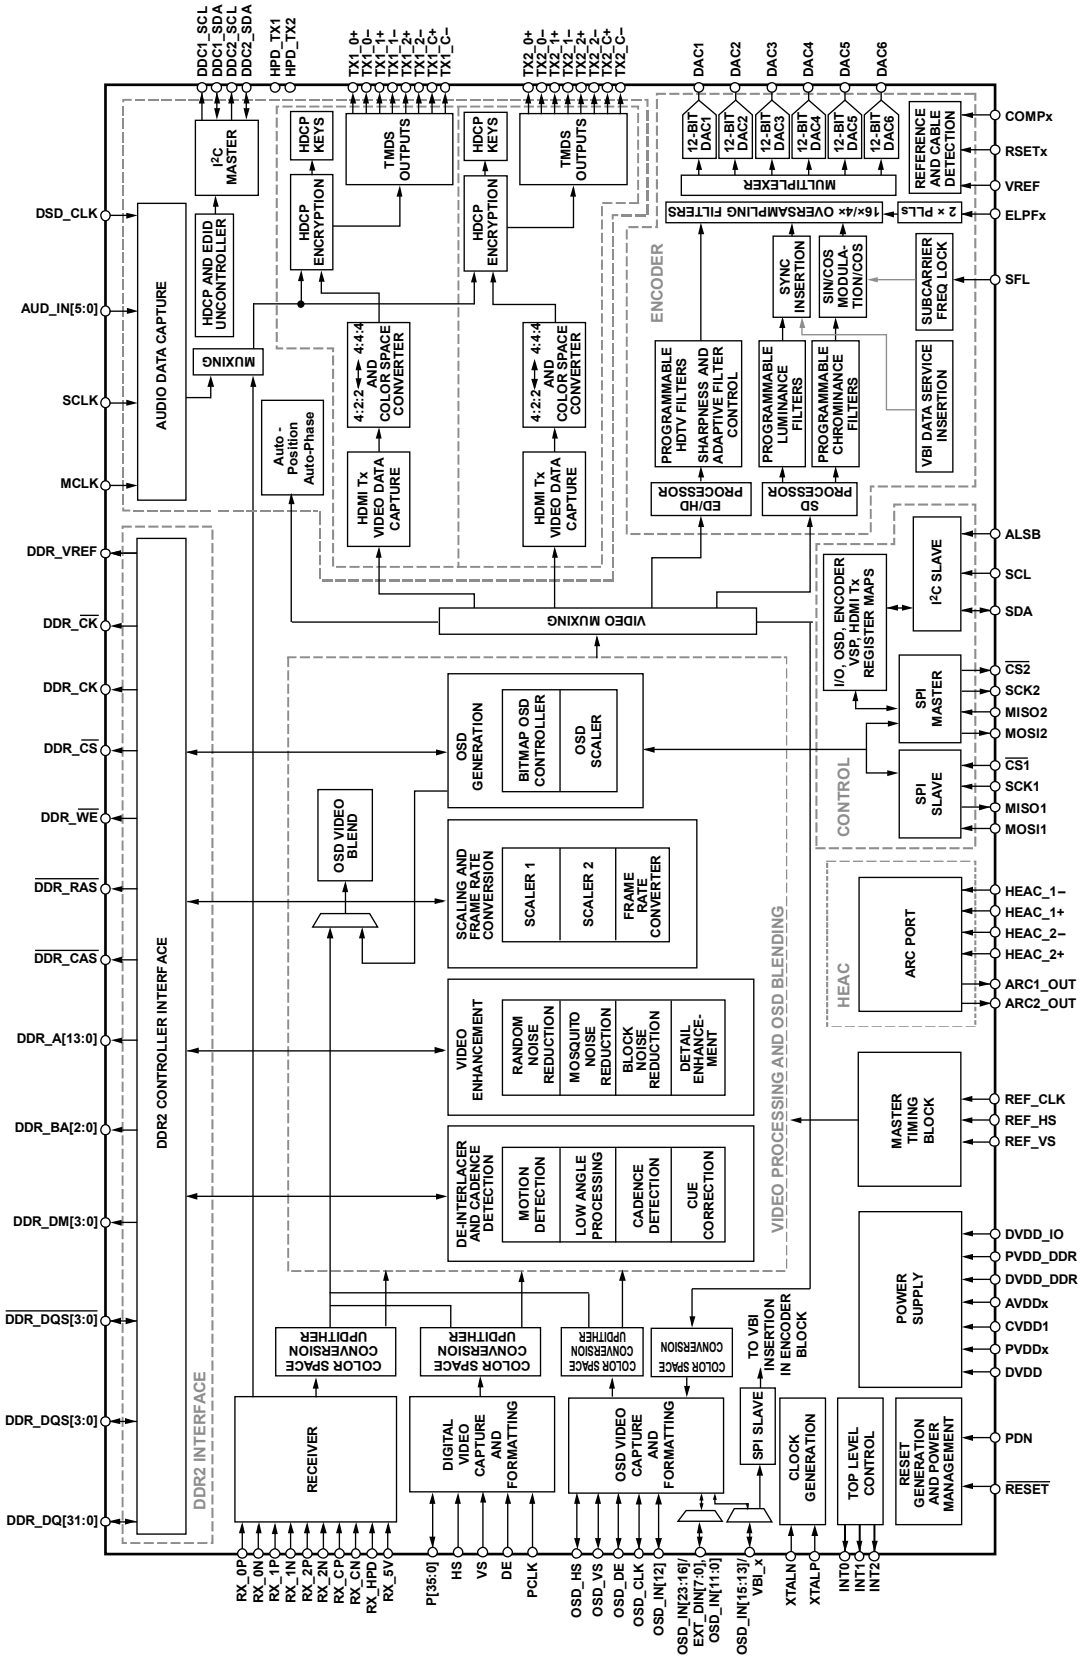 DDC1_SCL
DDC1_SDA
DDC2_SCL
DDC2_SDA
HPD_TX1
HPD_TX2
TX1_0+
TX1_0–
TX1_1+
TX1_1–
TX1_2+
TX1_2–
TX1_C+
TX1_C–
TX2_0+
TX2_0–
TX2_1+
TX2_1–
TX2_2+
TX2_2–
TX2_C+
TX2_C–
DAC1
DAC2
DAC3
DAC4
DAC5
DAC6
DSD_CLK
AUD_IN[5:0]
SCLK
MCLK
DDR_VREF
DDR_CK
DDR_CK
DDR_CS
DDR_WE
DDR_RAS
DDR_CAS
DDR_A[13:0]
DDR_BA[2:0]
DDR_DM[3:0]
DDR_DQS[3:0]
DDR_DQS[3:0]
DDR_DQ[31:0]
AUDIO DATA CAPTURE
I2C
MASTER
HDCP AND EDID
UNCONTROLLER
MUXING
HDCP
KEYS
HDCP
ENCRYPTION
TMDS
OUTPUTS
HDCP
KEYS
HDCP
ENCRYPTION
TMDS
OUTPUTS
Auto -
Position
Auto-Phase
4:2:2 4:4:4
AND
COLOR SPACE
CONVERTER
HDMI Tx
VIDEO DATA
CAPTURE
4:2:2 4:4:4
AND
COLOR SPACE
CONVERTER
HDMI Tx
VIDEO DATA
CAPTURE
ENCODER
12-BIT
DAC1
12-BIT
DAC2
12-BIT
DAC3
12-BIT
DAC4
12-BIT
DAC5
12-BIT
DAC6
MULTIPLEXER
16×/4× OVERSAMPLING FILTERS
2 × PLLs
REFERENCE
AND CABLE
DETECTION
SYNC
INSERTION
SIN/COS
MODULA-
TION/COS
SUBCARRIER
FREQ LOCK
PROGRAMMABLE
HDTV FILTERS
SHARPNESS AND
ADAPTIVE FILTER
CONTROL
PROGRAMMABLE
LUMINANCE
FILTERS
PROGRAMMABLE
CHROMINANCE
FILTERS
VBI DATA SERVICE
INSERTION
ED/HD
PROCESSOR
SD
PROCESSOR
COMPx
RSETx
VREF
ELPFx
SFL
VIDEO MUXING
DDR2 CONTROLLER INTERFACE
DDR2 INTERFACE
VIDEO PROCESSING AND OSD BLENDING
OSD
GENERATION
BITMAP OSD
CONTROLLER
OSD
SCALER
OSD VIDEO
BLEND
SCALING AND
FRAME RATE
CONVERSION
SCALER 1
SCALER 2
FRAME
RATE
CONVERTER
VIDEO
ENHANCEMENT
RANDOM
NOISE
REDUCTION
MOSQUITO
NOISE
REDUCTION
BLOCK
NOISE
REDUCTION
DETAIL
ENHANCE-
MENT
DE-INTERLACER
AND CADENCE
DETECTION
MOTION
DETECTION
LOW ANGLE
PROCESSING
CADENCE
DETECTION
CUE
CORRECTION
CONTROL
I/O, OSD, ENCODER
VSP, HDMI Tx
REGISTER MAPS
I2C SLAVE
SPI
MASTER
SPI
SLAVE
ALSB
SCL
SDA
CS2
SCK2
MISO2
MOSI2
CS1
SCK1
MISO1
MOSI1
HEAC
ARC PORT
HEAC_1–
HEAC_1+
HEAC_2–
HEAC_2+
ARC1_OUT
ARC2_OUT
MASTER
TIMING
BLOCK
REF_CLK
REF_HS
REF_VS
POWER
SUPPLY
DVDD_IO
PVDD_DDR
DVDD_DDR
AVDDx
CVDD1
PVDDx
DVDD
COLOR SPACE
CONVERSION
UPDITHER
COLOR SPACE
CONVERSION
UPDITHER
COLOR SPACE
CONVERSION
UPDITHER
COLOR SPACE
CONVERSION
TO VBI
INSERTION
IN ENCODER
BLOCK
RECEIVER
DIGITAL
VIDEO
CAPTURE
AND
FORMATTING
OSD VIDEO
CAPTURE
AND
FORMATTING
SPI SLAVE
CLOCK
GENERATION
TOP LEVEL
CONTROL
RESET
GENERATION
AND POWER
MANAGEMENT
PDN
RESET
RX_0P
RX_0N
RX_1P
RX_1N
RX_2P
RX_2N
RX_CP
RX_CN
RX_HPD
RX_5V
P[35:0]
HS
VS
DE
PCLK
OSD_HS
OSD_VS
OSD_DE
OSD_CLK
OSD_IN[12]
OSD_IN[23:16]/
EXT_DIN[7:0],
OSD_IN[11:0]
OSD_IN[15:13]/
VBI_x
XTALN
XTALP
INT0
INT1
INT2